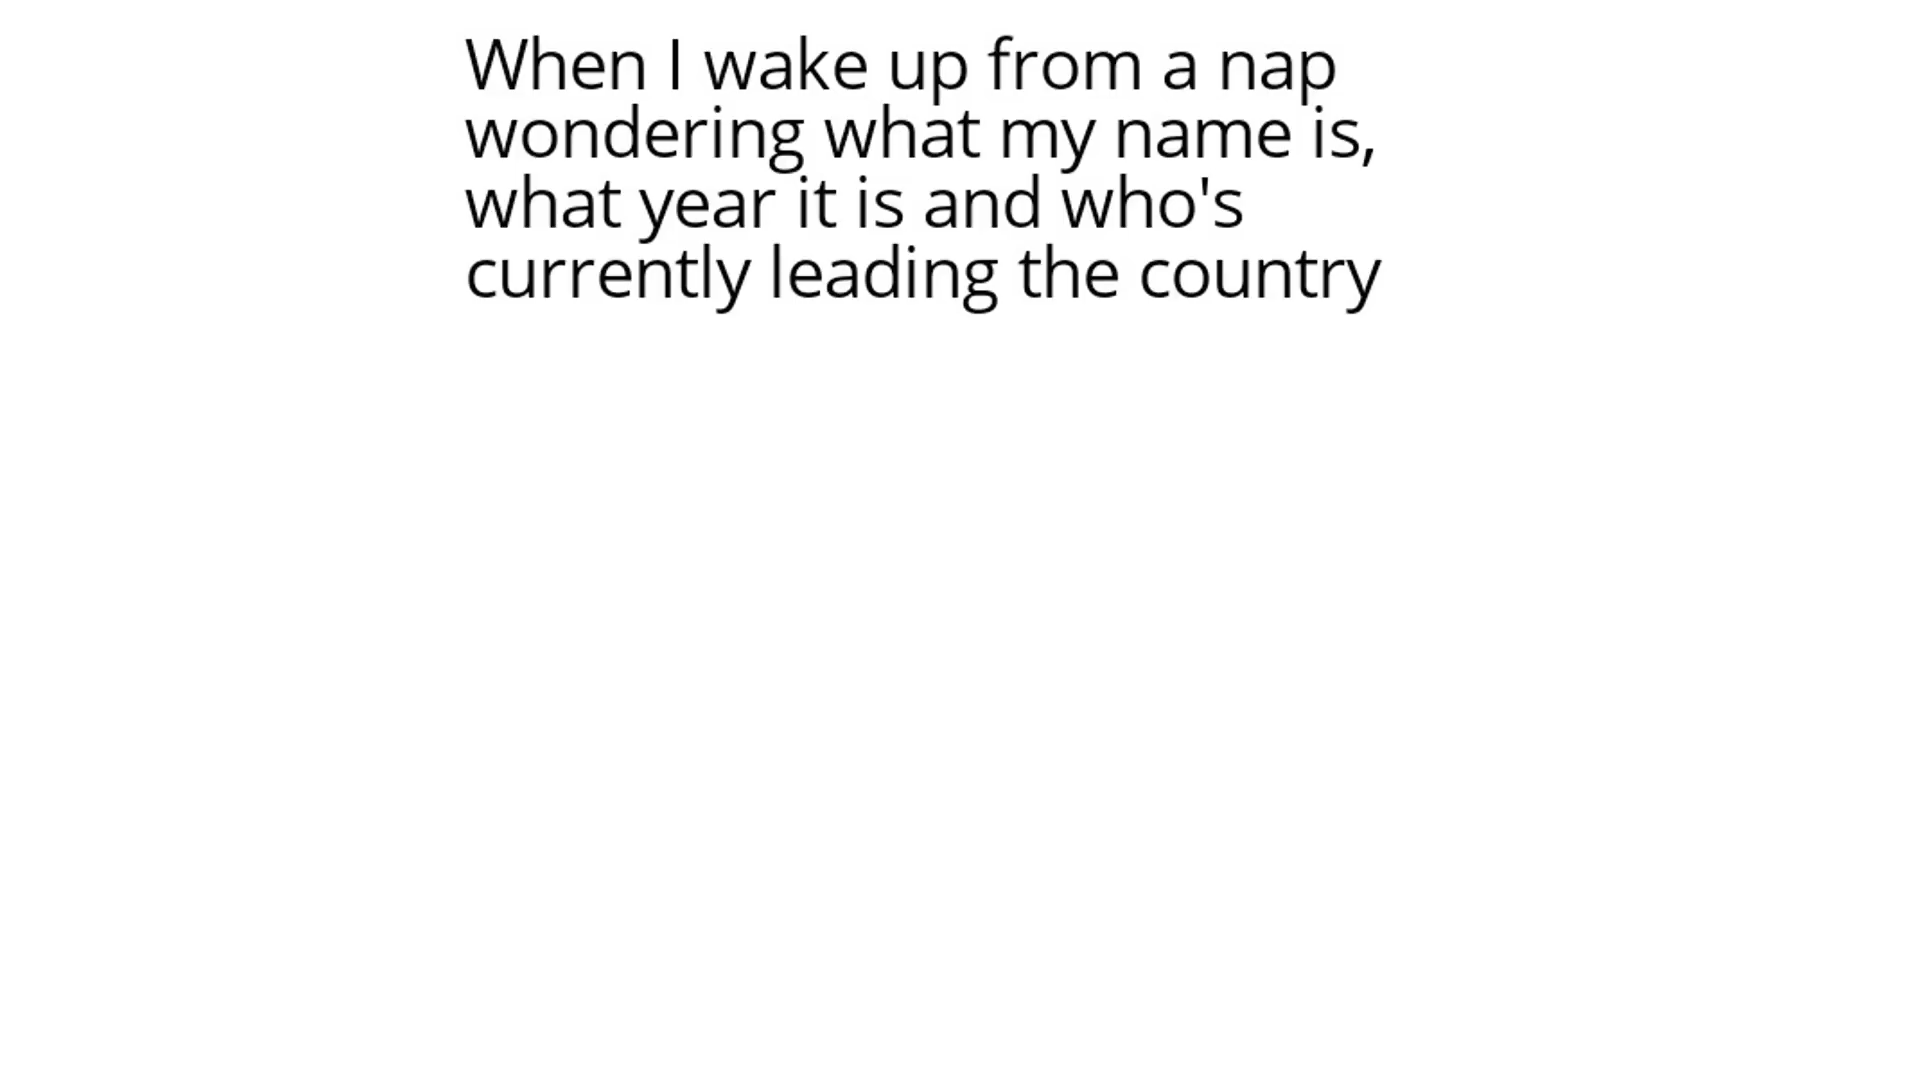 When I wake up from a nap
wondering what my name is,
what year it is and who's
currently leading the country